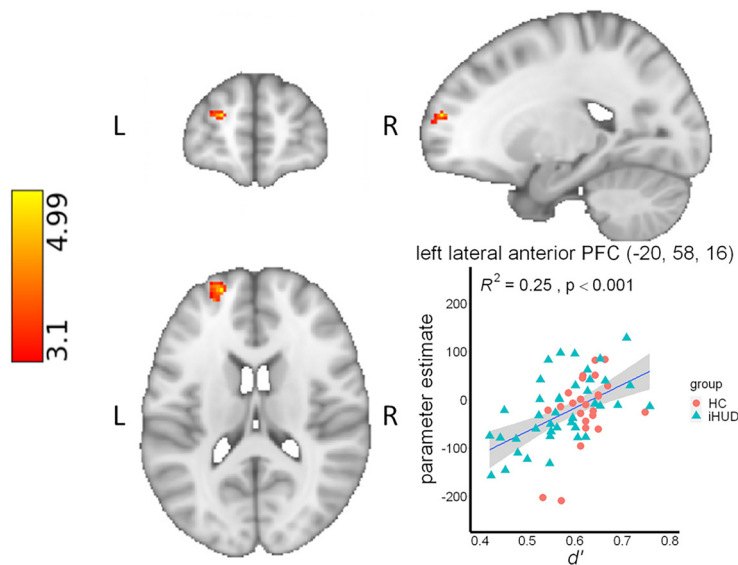 L
R
4.99
3.1
L
R
left lateral anterior PFC (-20, 58, 16)
R² = 0.25 , p < 0.001
200
100
0
-100
-200
parameter estimate
0.4 0.5 0.6 0.7 0.8
d'
group
HC
iHUD